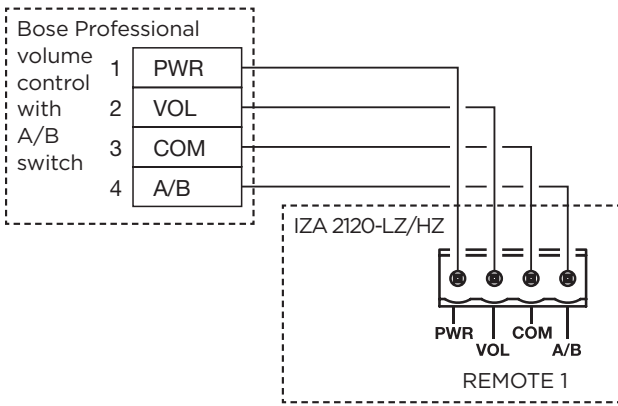 Bose Professional
volume
control
with
A/B
switch
1 PWR
2 VOL
3 COM
4 A/B
IZA 2120-LZ/HZ
PWR
VOL
COM
A/B
REMOTE 1